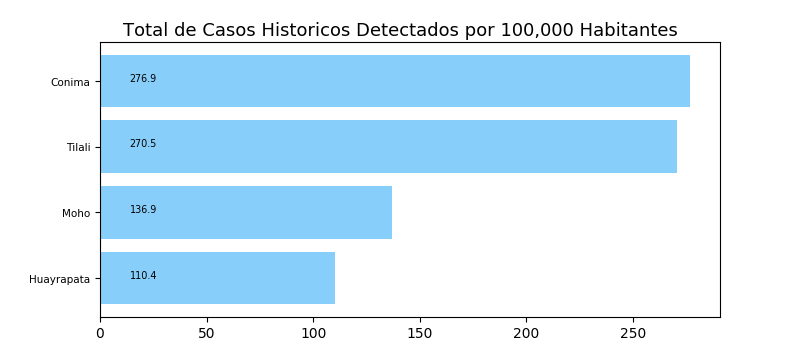 Total de Casos Historicos Detectados por 100,000 Habitantes
Conima 276.9
Tilali 270.5
Moho 136.9
Huayrapata 110.4
0 50 100 150 200 250